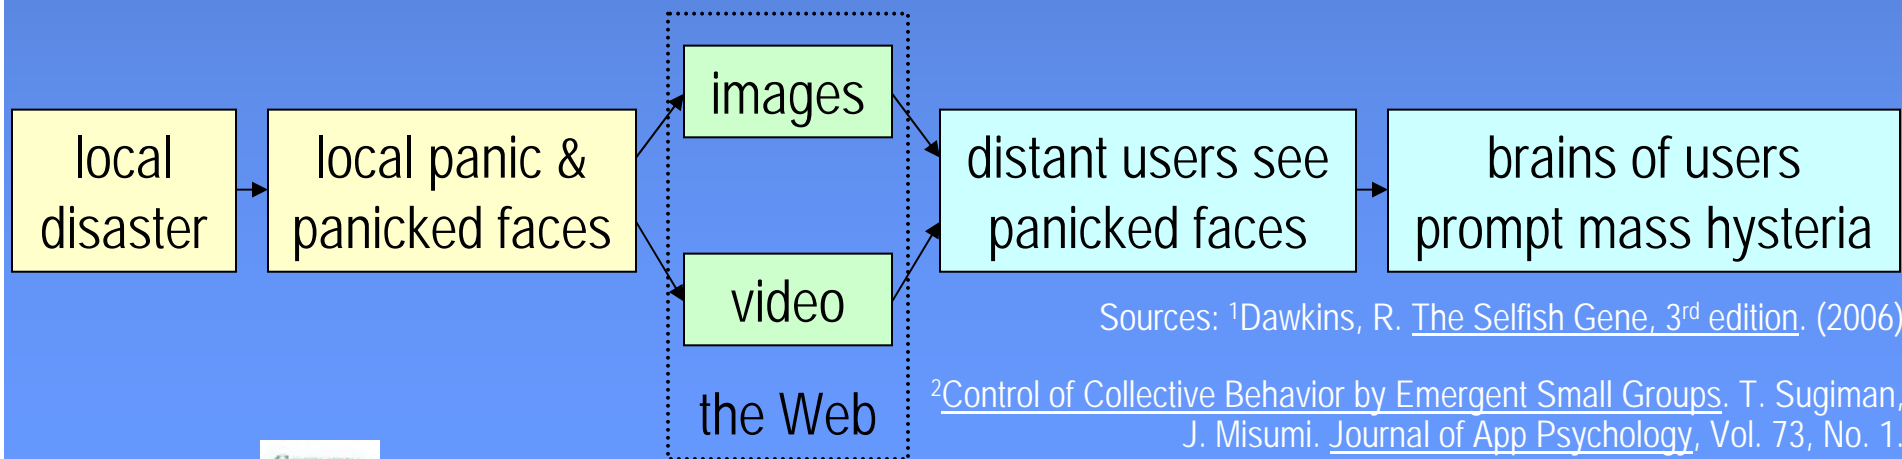 local
disaster
local panic &
panicked faces
images
video
the Web
distant users see
panicked faces
brains of users
prompt mass hysteria
Sources: ¹Dawkins, R. The Selfish Gene, 3rd edition. (2006)
²Control of Collective Behavior by Emergent Small Groups. T. Sugiman,
J. Misumi. Journal of App Psychology, Vol. 73, No. 1.